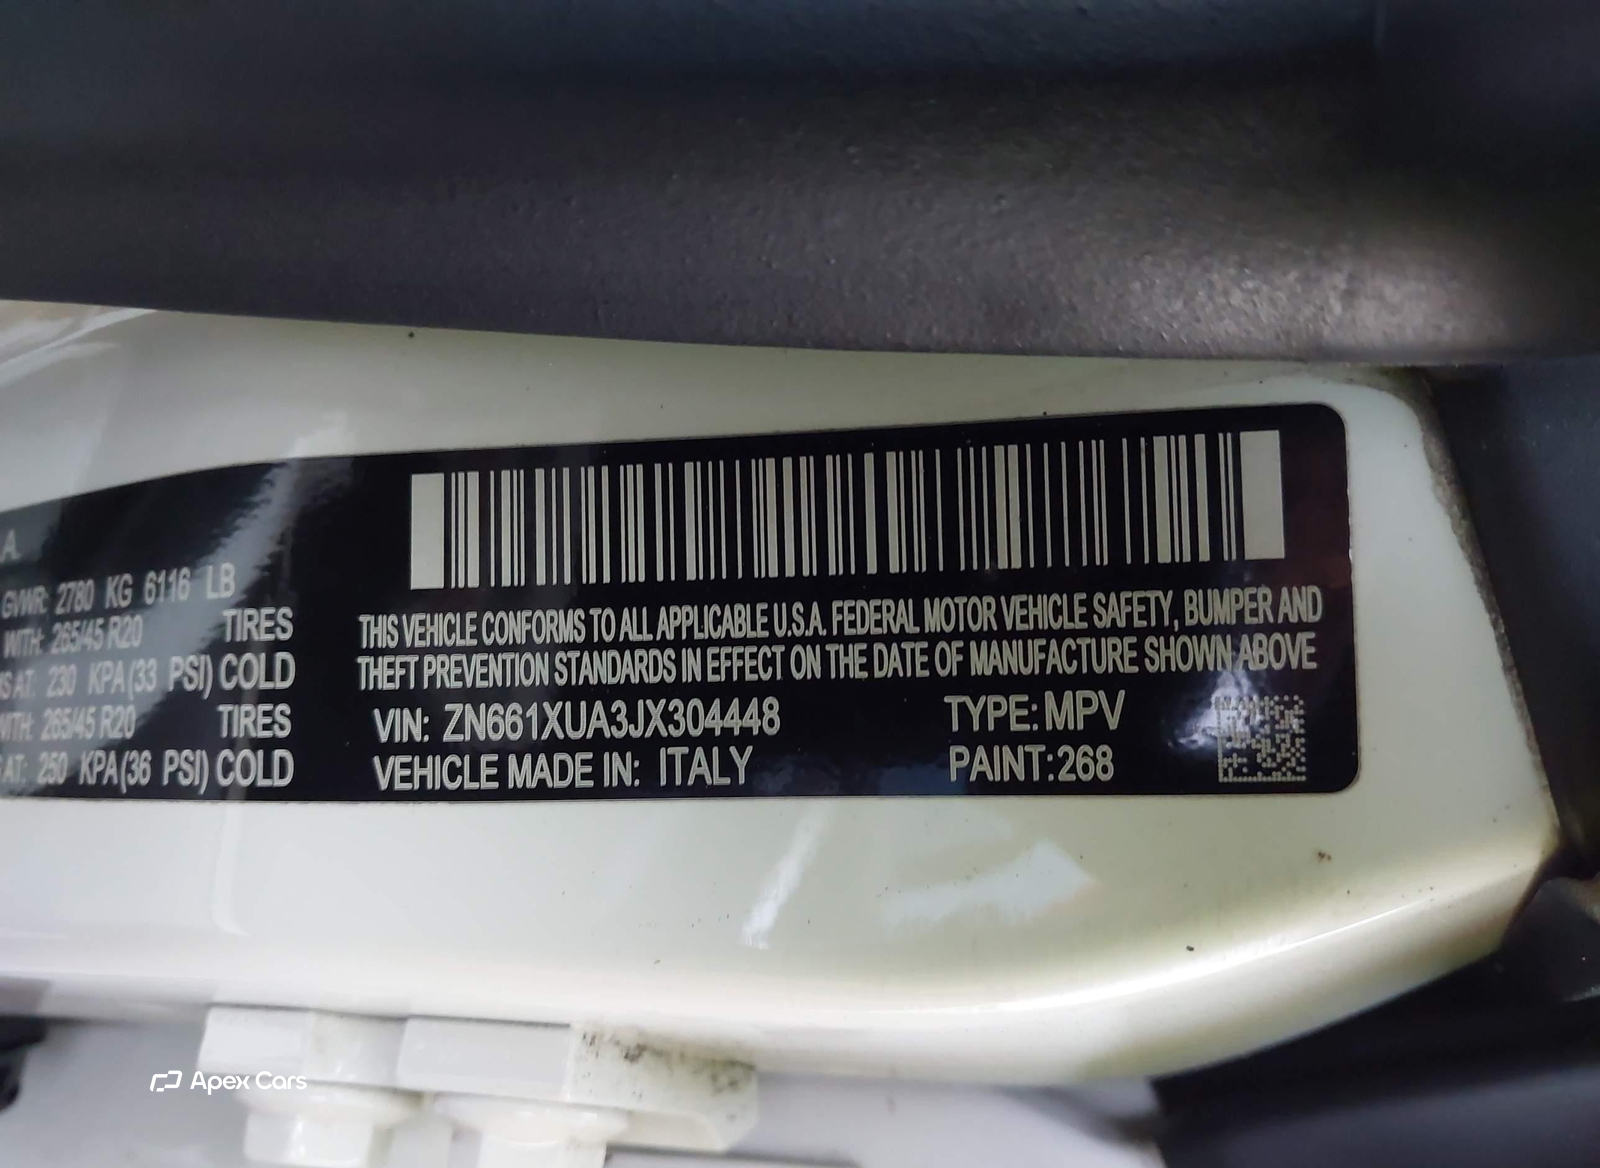 A.
GVWR: 2780 KG 6116 LB
WITH: 265/45 R20 TIRES
AT: 230 KPA(33 PSI) COLD
WITH: 265/45 R20 TIRES
AT: 250 KPA(36 PSI) COLD
THIS VEHICLE CONFORMS TO ALL APPLICABLE U.S.A. FEDERAL MOTOR VEHICLE SAFETY, BUMPER AND
THEFT PREVENTION STANDARDS IN EFFECT ON THE DATE OF MANUFACTURE SHOWN ABOVE
VIN: ZN661XUA3JX304448 TYPE: MPV
VEHICLE MADE IN: ITALY PAINT:268
Apex Cars